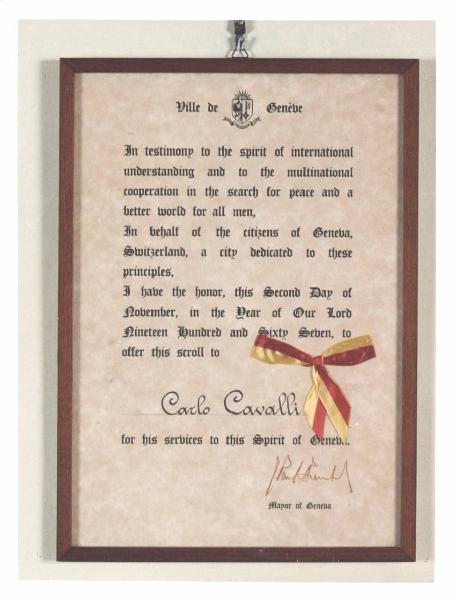 Ville de Genève
In testimony to the spirit of international
understanding and to the multinational
cooperation in the search for peace and a
better world for all men,
In behalf of the citizens of Geneva,
Switzerland, a city dedicated to these
principles,
I have the honor, this Second Day of
November, in the Year of Our Lord
Nineteen Hundred and Sixty Seven, to
offer this scroll to
Carlo Cavalli
for his services to this Spirit of Geneva.
Mayor of Geneva